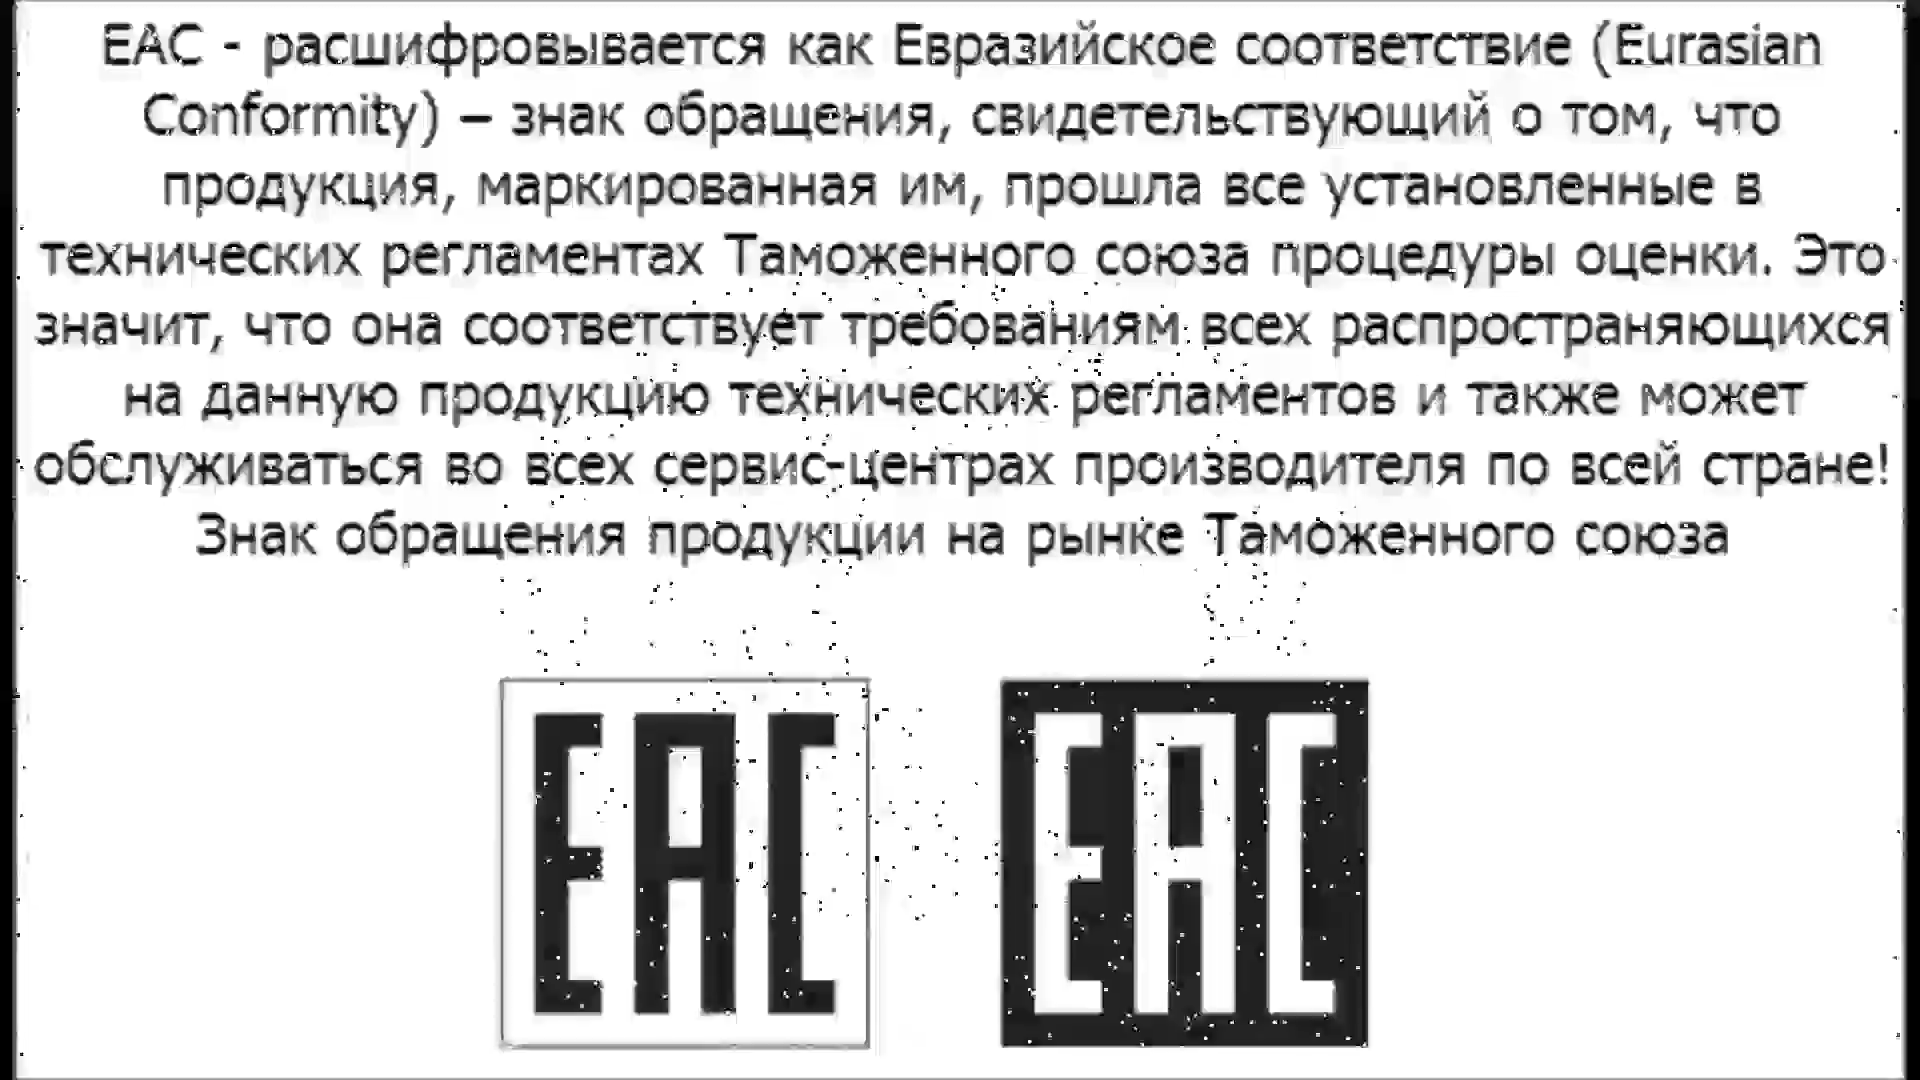 EAC - расшифровывается как Евразийское соответствие (Eurasian
Conformity) – знак обращения, свидетельствующий о том, что
продукция, маркированная им, прошла все установленные в
технических регламентах Таможенного союза процедуры оценки. Это
значит, что она соответствует требованиям всех распространяющихся
на данную продукцию технических регламентов и также может
обслуживаться во всех сервис-центрах производителя по всей стране!
Знак обращения продукции на рынке Таможенного союза
EAC EAC